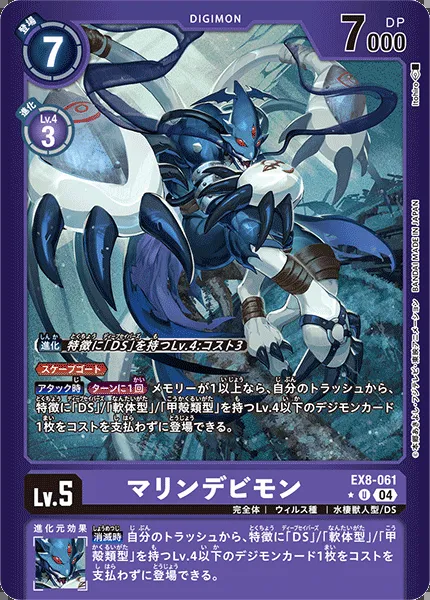 DIGIMON
登場
7
DP
7000
進化
Lv.4
3
進化 特徴に「DS」を持つLv.4:コスト3
スケープゴート
アタック時 ターンに1回 メモリーが1以上なら、自分のトラッシュから、
特徴に「DS」/「軟体型」/「甲殻類型」を持つLv.4以下のデジモンカード
1枚をコストを支払わずに登場できる。
BANDAI MADE IN JAPAN
EX8-061
Lv.5
マリンデビモン
U 04
完全体 | ウィルス種 | 水棲獣人型/DS
進化元効果
消滅時 自分のトラッシュから、特徴に「DS」/「軟体型」/「甲
殻類型」を持つLv.4以下のデジモンカード1枚をコストを
支払わずに登場できる。